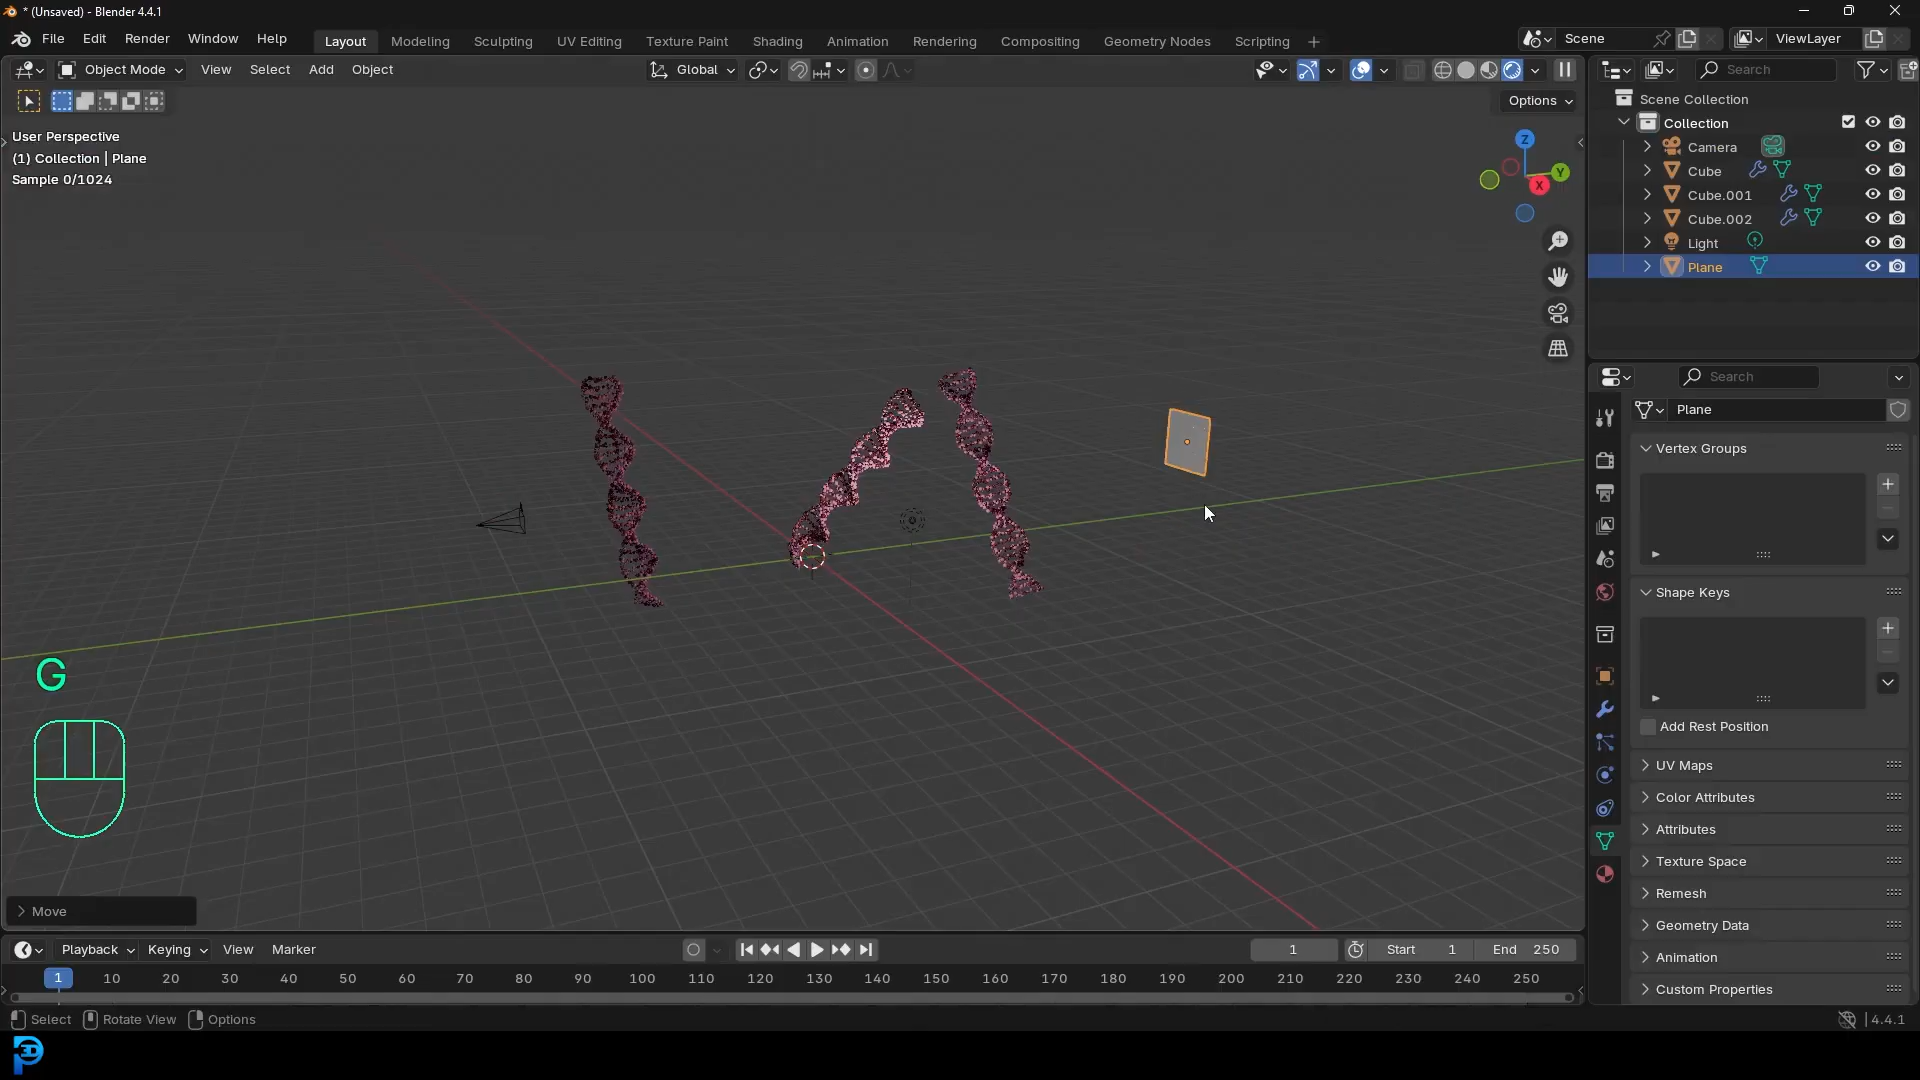 * (Unsaved) - Blender 4.4.1
File Edit Render Window Help
Layout Modeling Sculpting UV Editing Texture Paint Shading Animation Rendering Compositing Geometry Nodes Scripting +
Scene
ViewLayer
Object Mode View Select Add Object
Global
Search
Options
Scene Collection
Collection
Camera
Cube
Cube.001
Cube.002
Light
Plane
User Perspective
(1) Collection | Plane
Sample 0/1024
Z
Y
X
Search
Plane
Vertex Groups
Shape Keys
Add Rest Position
UV Maps
Color Attributes
Attributes
Texture Space
Remesh
Geometry Data
Animation
Custom Properties
G
Move
Playback Keying View Marker
1
Start 1
End 250
1 10 20 30 40 50 60 70 80 90 100 110 120 130 140 150 160 170 180 190 200 210 220 230 240 250
Select Rotate View Options
4.4.1
3D